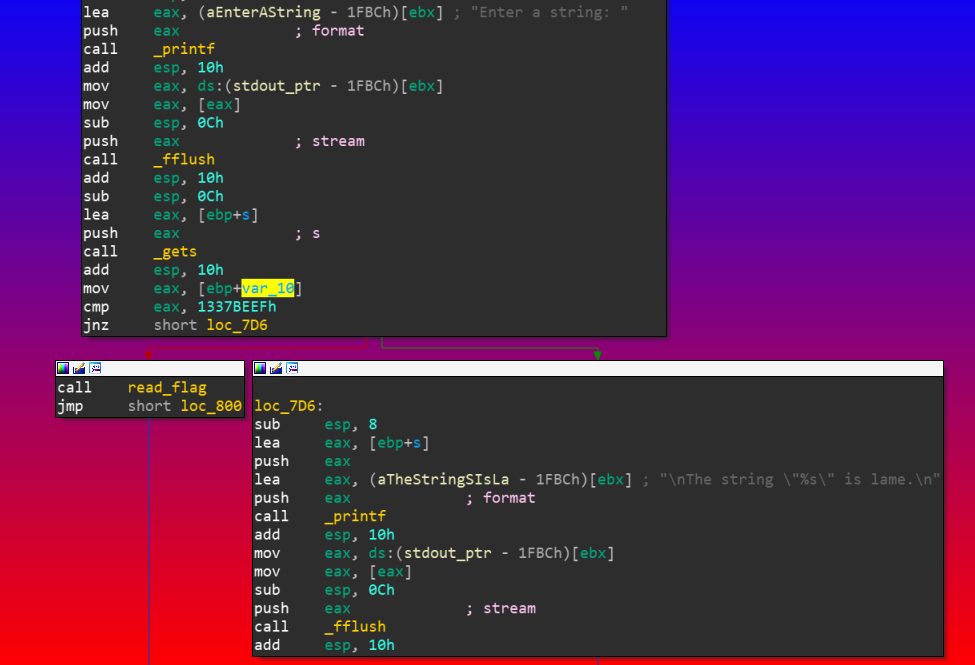 lea eax, (aEnterAString - 1FBCh)[ebx] ; "Enter a string: "
push eax ; format
call _printf
add esp, 10h
mov eax, ds:(stdout_ptr - 1FBCh)[ebx]
mov eax, [eax]
sub esp, 0Ch
push eax ; stream
call _fflush
add esp, 10h
sub esp, 0Ch
lea eax, [ebp+s]
push eax ; s
call _gets
add esp, 10h
mov eax, [ebp+var_10]
cmp eax, 1337BEEFh
jnz short loc_7D6
call read_flag
jmp short loc_800
loc_7D6:
sub esp, 8
lea eax, [ebp+s]
push eax
lea eax, (aTheStringSIsLa - 1FBCh)[ebx] ; "\nThe string \"%s\" is lame.\n"
push eax ; format
call _printf
add esp, 10h
mov eax, ds:(stdout_ptr - 1FBCh)[ebx]
mov eax, [eax]
sub esp, 0Ch
push eax ; stream
call _fflush
add esp, 10h